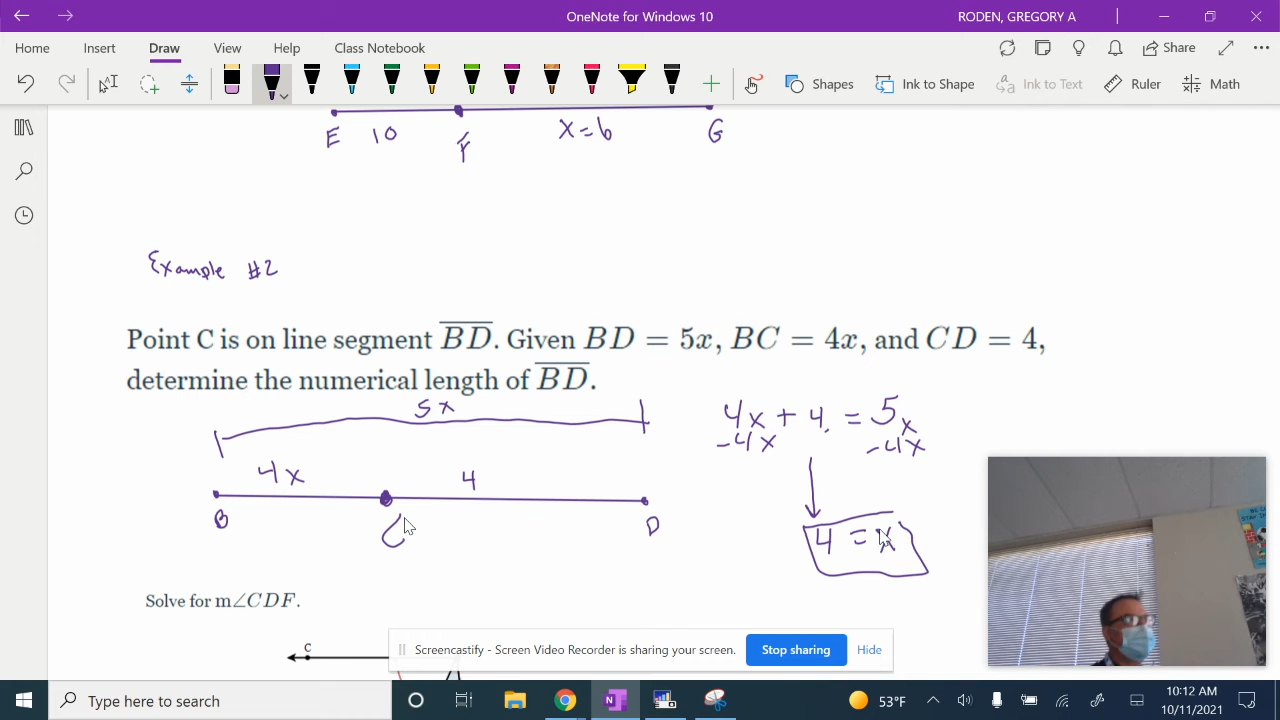 OneNote for Windows 10
RODEN, GREGORY A
Home Insert Draw View Help Class Notebook Share
Shapes Ink to Shape Ink to Text Ruler Math
E 10 F x=6 G
Example #2
Point C is on line segment BD. Given BD = 5x, BC = 4x, and CD = 4,
determine the numerical length of BD.
5x
4x + 4 = 5x
-4x -4x
4x 4
B C D
4 = x
Solve for m∠CDF.
C
Screencastify - Screen Video Recorder is sharing your screen. Stop sharing Hide
Type here to search
53°F
10:12 AM
10/11/2021